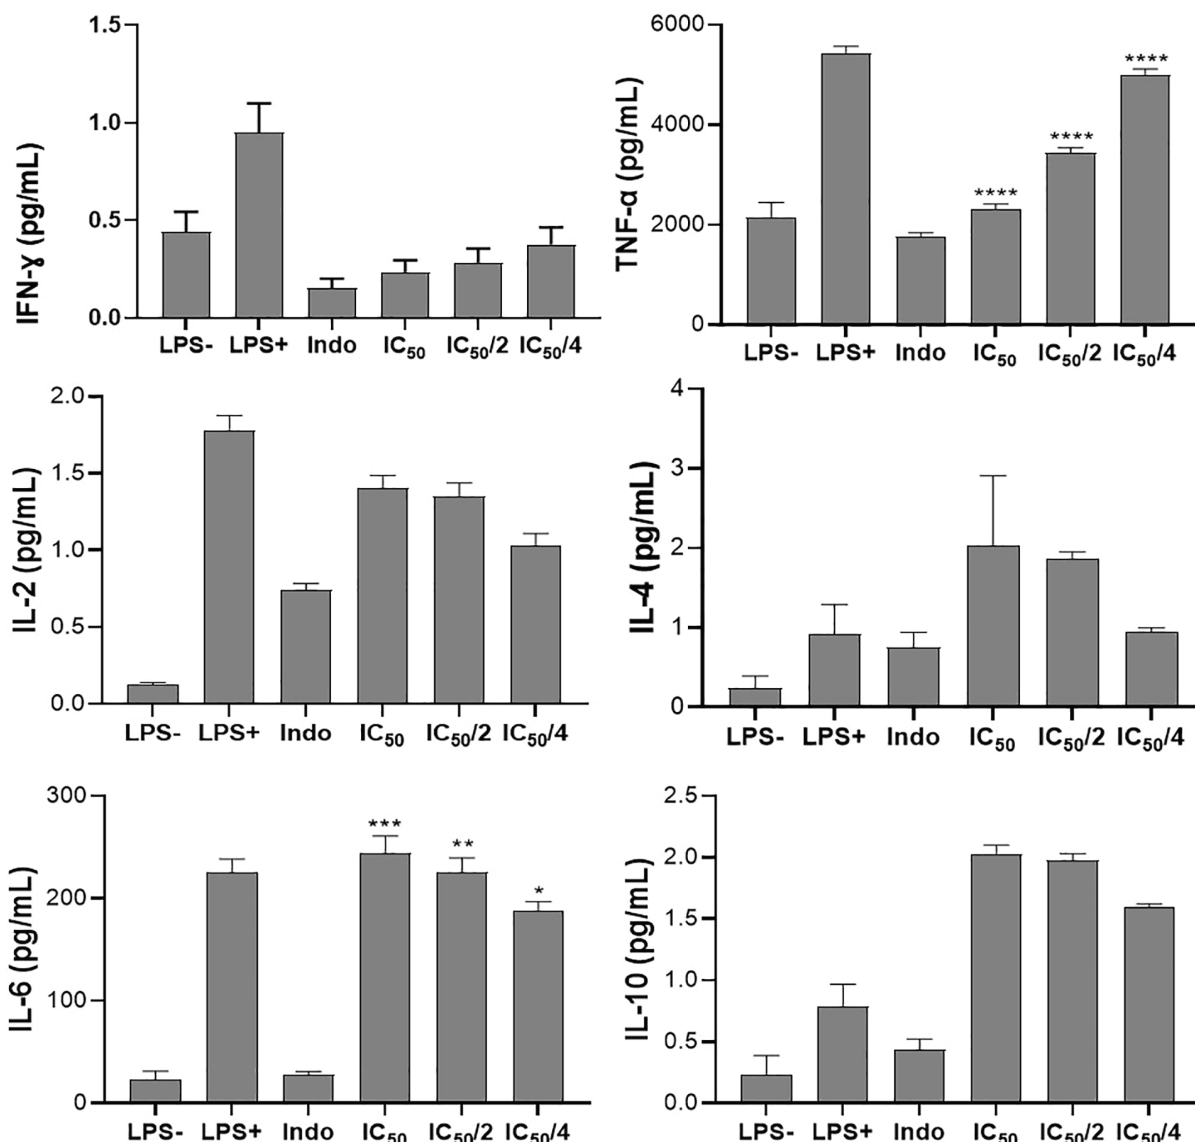 IFN-ɣ (pg/mL)
1.5
1.0
0.5
0.0
LPS- LPS+ Indo IC₅₀ IC₅₀/2 IC₅₀/4
TNF-α (pg/mL)
6000
4000
2000
0
**** **** ****
LPS- LPS+ Indo IC₅₀ IC₅₀/2 IC₅₀/4
IL-2 (pg/mL)
2.0
1.5
1.0
0.5
0.0
LPS- LPS+ Indo IC₅₀ IC₅₀/2 IC₅₀/4
IL-4 (pg/mL)
4
3
2
1
0
LPS- LPS+ Indo IC₅₀ IC₅₀/2 IC₅₀/4
IL-6 (pg/mL)
300
200
100
0
*** ** *
LPS- LPS+ Indo IC₅₀ IC₅₀/2 IC₅₀/4
IL-10 (pg/mL)
2.5
2.0
1.5
1.0
0.5
0.0
LPS- LPS+ Indo IC₅₀ IC₅₀/2 IC₅₀/4